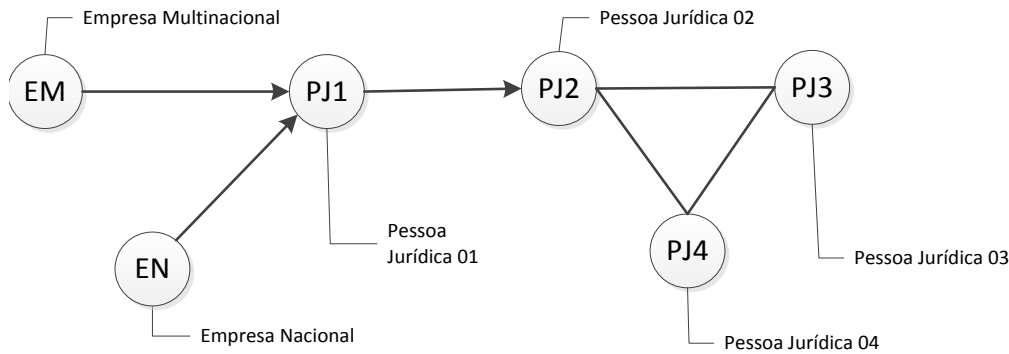 Empresa Multinacional
Pessoa Jurídica 02
EM
PJ1
PJ2
PJ3
Pessoa
Jurídica 01
EN
PJ4
Pessoa Jurídica 03
Empresa Nacional
Pessoa Jurídica 04